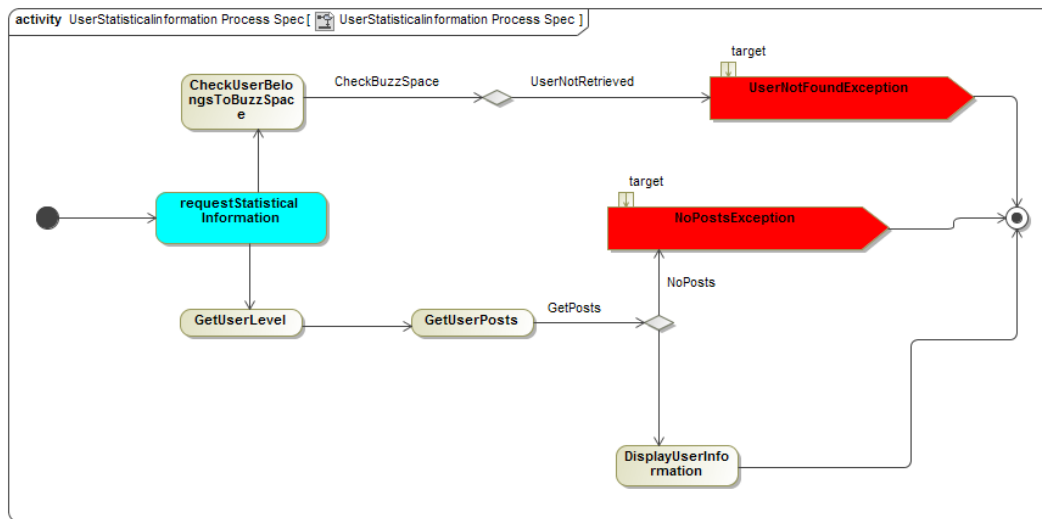 activity UserStatisticalinformation Process Spec [ UserStatisticalinformation Process Spec ]
target
CheckUserBelo
ngsToBuzzSpac
e
CheckBuzzSpace
UserNotRetrieved
UserNotFoundException
target
requestStatistical
Information
NoPostsException
NoPosts
GetUserLevel
GetUserPosts
GetPosts
DisplayUserInfo
rmation